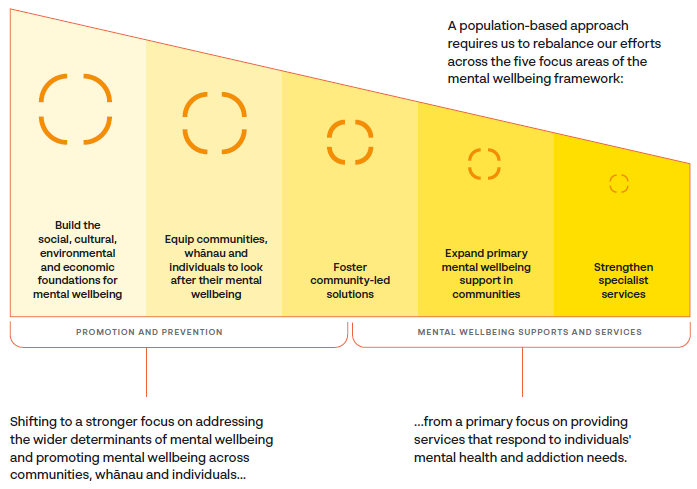 A population-based approach
requires us to rebalance our efforts
across the five focus areas of the
mental wellbeing framework:
Build the
social, cultural,
environmental
and economic
foundations for
mental wellbeing
Equip communities,
whānau and
individuals to look
after their mental
wellbeing
Foster
community-led
solutions
Expand primary
mental wellbeing
support in
communities
Strengthen
specialist
services
PROMOTION AND PREVENTION
MENTAL WELLBEING SUPPORTS AND SERVICES
Shifting to a stronger focus on addressing
the wider determinants of mental wellbeing
and promoting mental wellbeing across
communities, whānau and individuals...
...from a primary focus on providing
services that respond to individuals'
mental health and addiction needs.